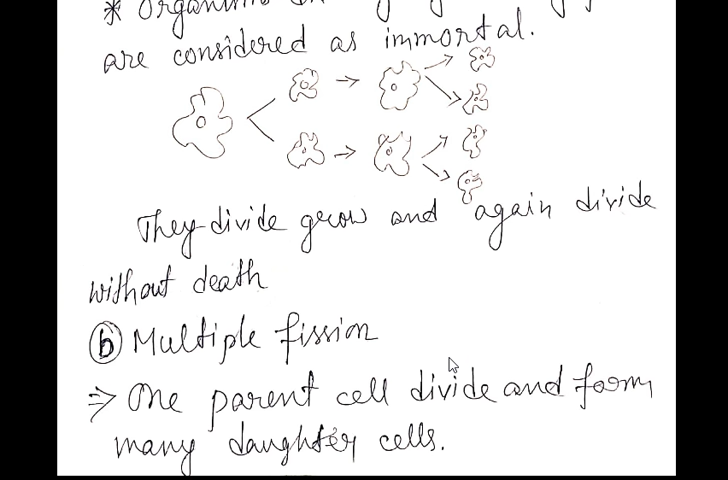 * Organisms
are considered as immortal.
They divide grow and again divide
without death
(b) Multiple fission
⇒ One parent cell divide and form
many daughter cells.